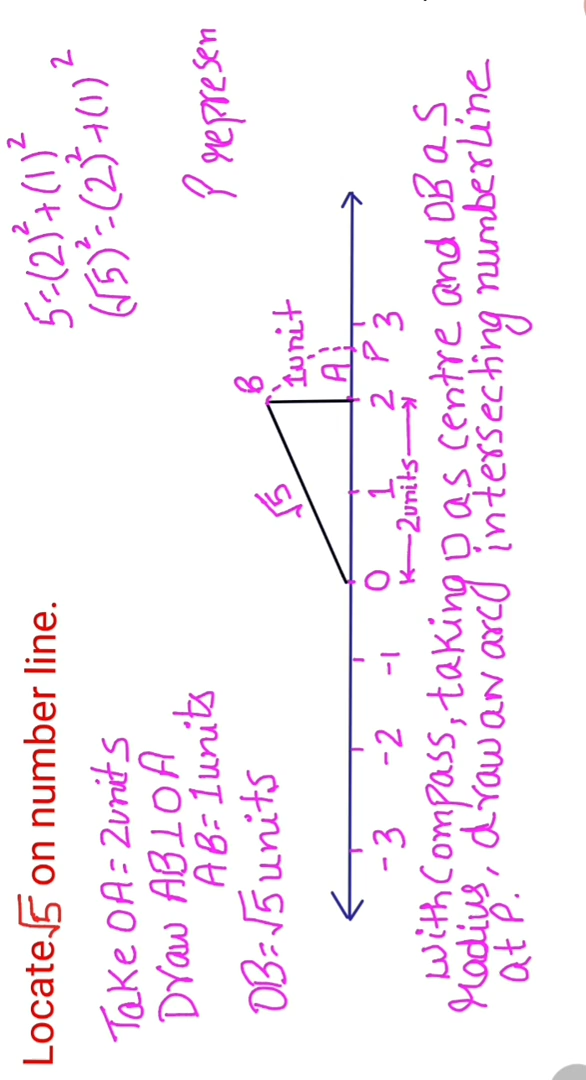 Locate √5 on number line.
5=(2)²+(1)²
(√5)²=(2)²+(1)²
Take OA=2units
Draw AB⊥OA
AB=1units
OB=√5units
P represen
B
√5
1unit
A
-3 -2 -1 0 1 2 P 3
2units
With Compass, taking O as centre and OB as
radius, draw an arc intersecting numberline
at P.